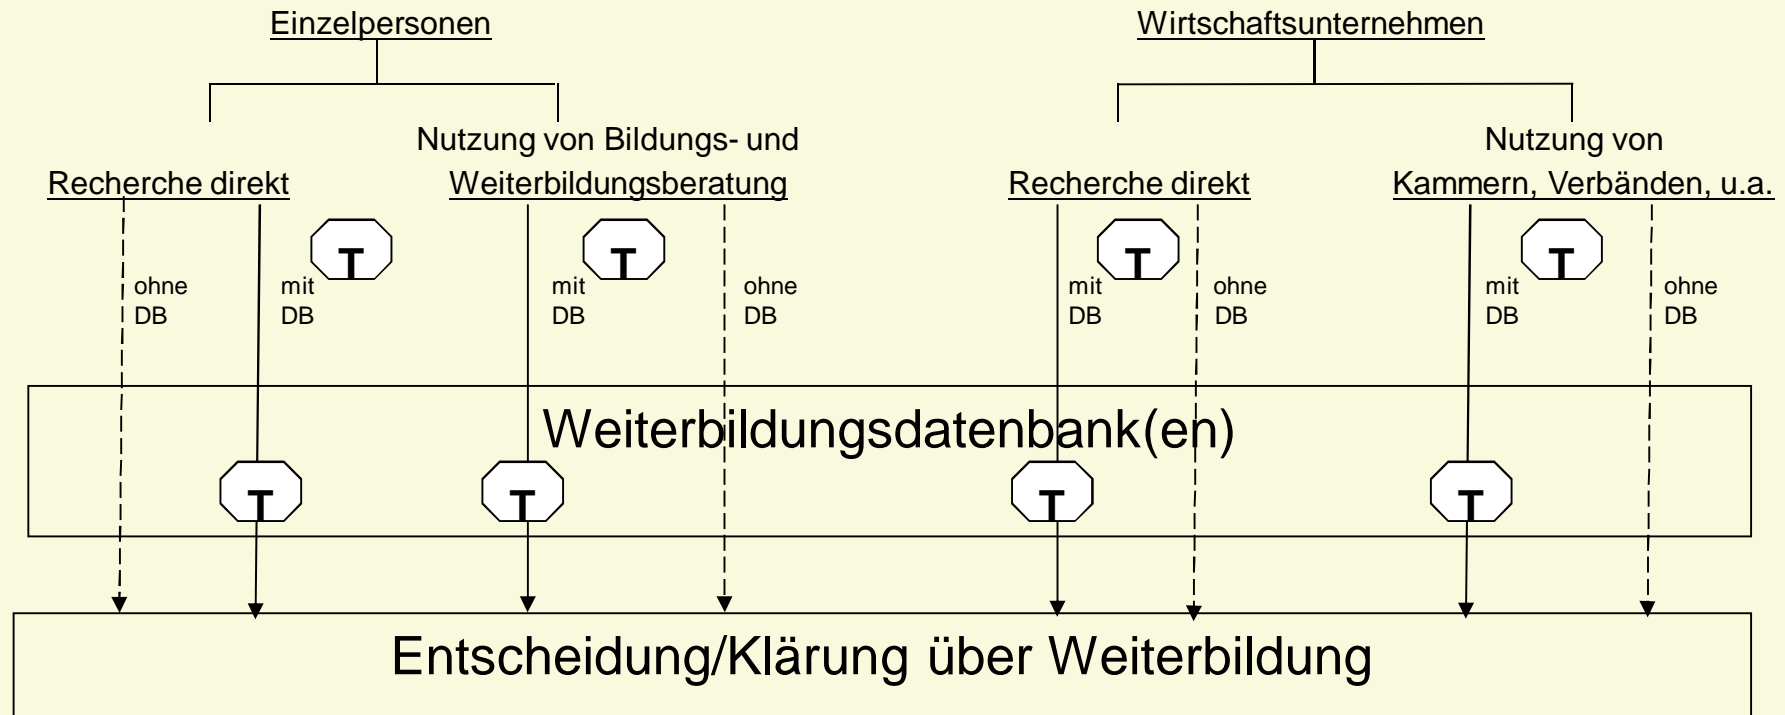 Einzelpersonen
Wirtschaftsunternehmen
Nutzung von Bildungs- und
Nutzung von
Recherche direkt
Weiterbildungsberatung
Recherche direkt
Kammern, Verbänden, u.a.
T
T
T
T
ohne
DB
mit
DB
mit
DB
ohne
DB
mit
DB
ohne
DB
mit
DB
ohne
DB
Weiterbildungsdatenbank(en)
T
T
T
T
Entscheidung/Klärung über Weiterbildung